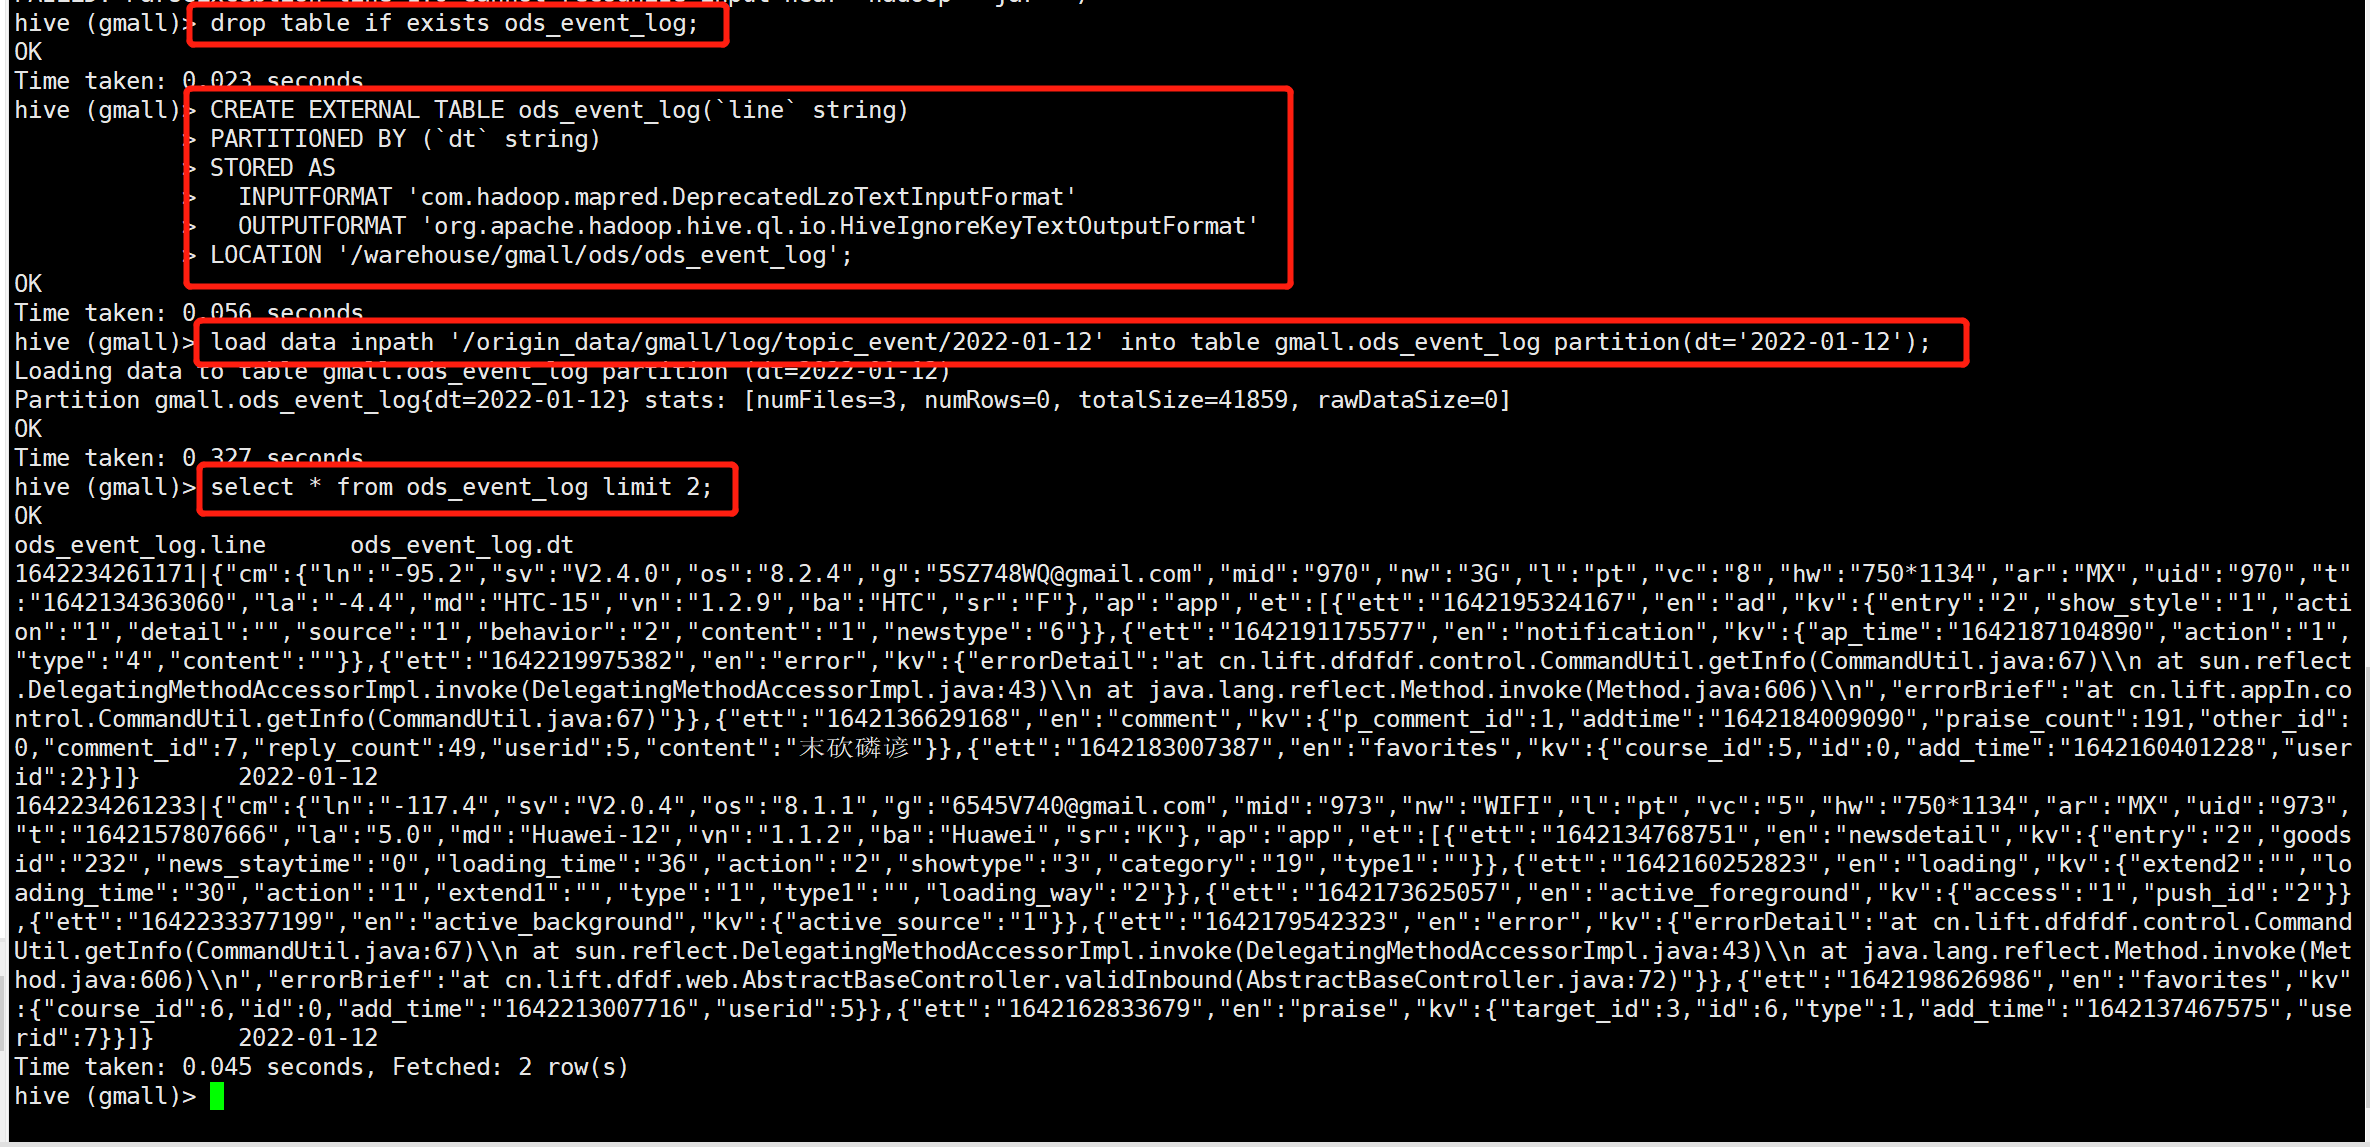 hive (gmall)> drop table if exists ods_event_log;
OK
Time taken: 0.023 seconds
hive (gmall)> CREATE EXTERNAL TABLE ods_event_log(`line` string)
> PARTITIONED BY (`dt` string)
> STORED AS
>   INPUTFORMAT 'com.hadoop.mapred.DeprecatedLzoTextInputFormat'
>   OUTPUTFORMAT 'org.apache.hadoop.hive.ql.io.HiveIgnoreKeyTextOutputFormat'
> LOCATION '/warehouse/gmall/ods/ods_event_log';
OK
Time taken: 0.056 seconds
hive (gmall)> load data inpath '/origin_data/gmall/log/topic_event/2022-01-12' into table gmall.ods_event_log partition(dt='2022-01-12');
Loading data to table gmall.ods_event_log partition (dt=2022-01-12)
Partition gmall.ods_event_log{dt=2022-01-12} stats: [numFiles=3, numRows=0, totalSize=41859, rawDataSize=0]
OK
Time taken: 0.327 seconds
hive (gmall)> select * from ods_event_log limit 2;
OK
ods_event_log.line      ods_event_log.dt
1642234261171|{"cm":{"ln":"-95.2","sv":"V2.4.0","os":"8.2.4","g":"5SZ748WQ@gmail.com","mid":"970","nw":"3G","l":"pt","vc":"8","hw":"750*1134","ar":"MX","uid":"970","t"
:"1642134363060","la":"-4.4","md":"HTC-15","vn":"1.2.9","ba":"HTC","sr":"F"},"ap":"app","et":[{"ett":"1642195324167","en":"ad","kv":{"entry":"2","show_style":"1","acti
on":"1","detail":"","source":"1","behavior":"2","content":"1","newstype":"6"}},{"ett":"1642191175577","en":"notification","kv":{"ap_time":"1642187104890","action":"1",
"type":"4","content":""}},{"ett":"1642219975382","en":"error","kv":{"errorDetail":"at cn.lift.dfdfdf.control.CommandUtil.getInfo(CommandUtil.java:67)\\n at sun.reflect
.DelegatingMethodAccessorImpl.invoke(DelegatingMethodAccessorImpl.java:43)\\n at java.lang.reflect.Method.invoke(Method.java:606)\\n","errorBrief":"at cn.lift.appIn.co
ntrol.CommandUtil.getInfo(CommandUtil.java:67)"}},{"ett":"1642136629168","en":"comment","kv":{"p_comment_id":1,"addtime":"1642184009090","praise_count":191,"other_id":
0,"comment_id":7,"reply_count":49,"userid":5,"content":"末砍磷谚"}},{"ett":"1642183007387","en":"favorites","kv":{"course_id":5,"id":0,"add_time":"1642160401228","user
id":2}}]}       2022-01-12
1642234261233|{"cm":{"ln":"-117.4","sv":"V2.0.4","os":"8.1.1","g":"6545V740@gmail.com","mid":"973","nw":"WIFI","l":"pt","vc":"5","hw":"750*1134","ar":"MX","uid":"973",
"t":"1642157807666","la":"5.0","md":"Huawei-12","vn":"1.1.2","ba":"Huawei","sr":"K"},"ap":"app","et":[{"ett":"1642134768751","en":"newsdetail","kv":{"entry":"2","goods
id":"232","news_staytime":"0","loading_time":"36","action":"2","showtype":"3","category":"19","type1":""}},{"ett":"1642160252823","en":"loading","kv":{"extend2":"","lo
ading_time":"30","action":"1","extend1":"","type":"1","type1":"","loading_way":"2"}},{"ett":"1642173625057","en":"active_foreground","kv":{"access":"1","push_id":"2"}}
,{"ett":"1642233377199","en":"active_background","kv":{"active_source":"1"}},{"ett":"1642179542323","en":"error","kv":{"errorDetail":"at cn.lift.dfdfdf.control.Command
Util.getInfo(CommandUtil.java:67)\\n at sun.reflect.DelegatingMethodAccessorImpl.invoke(DelegatingMethodAccessorImpl.java:43)\\n at java.lang.reflect.Method.invoke(Met
hod.java:606)\\n","errorBrief":"at cn.lift.dfdf.web.AbstractBaseController.validInbound(AbstractBaseController.java:72)"}},{"ett":"1642198626986","en":"favorites","kv"
:{"course_id":6,"id":0,"add_time":"1642213007716","userid":5}},{"ett":"1642162833679","en":"praise","kv":{"target_id":3,"id":6,"type":1,"add_time":"1642137467575","use
rid":7}}]}      2022-01-12
Time taken: 0.045 seconds, Fetched: 2 row(s)
hive (gmall)>